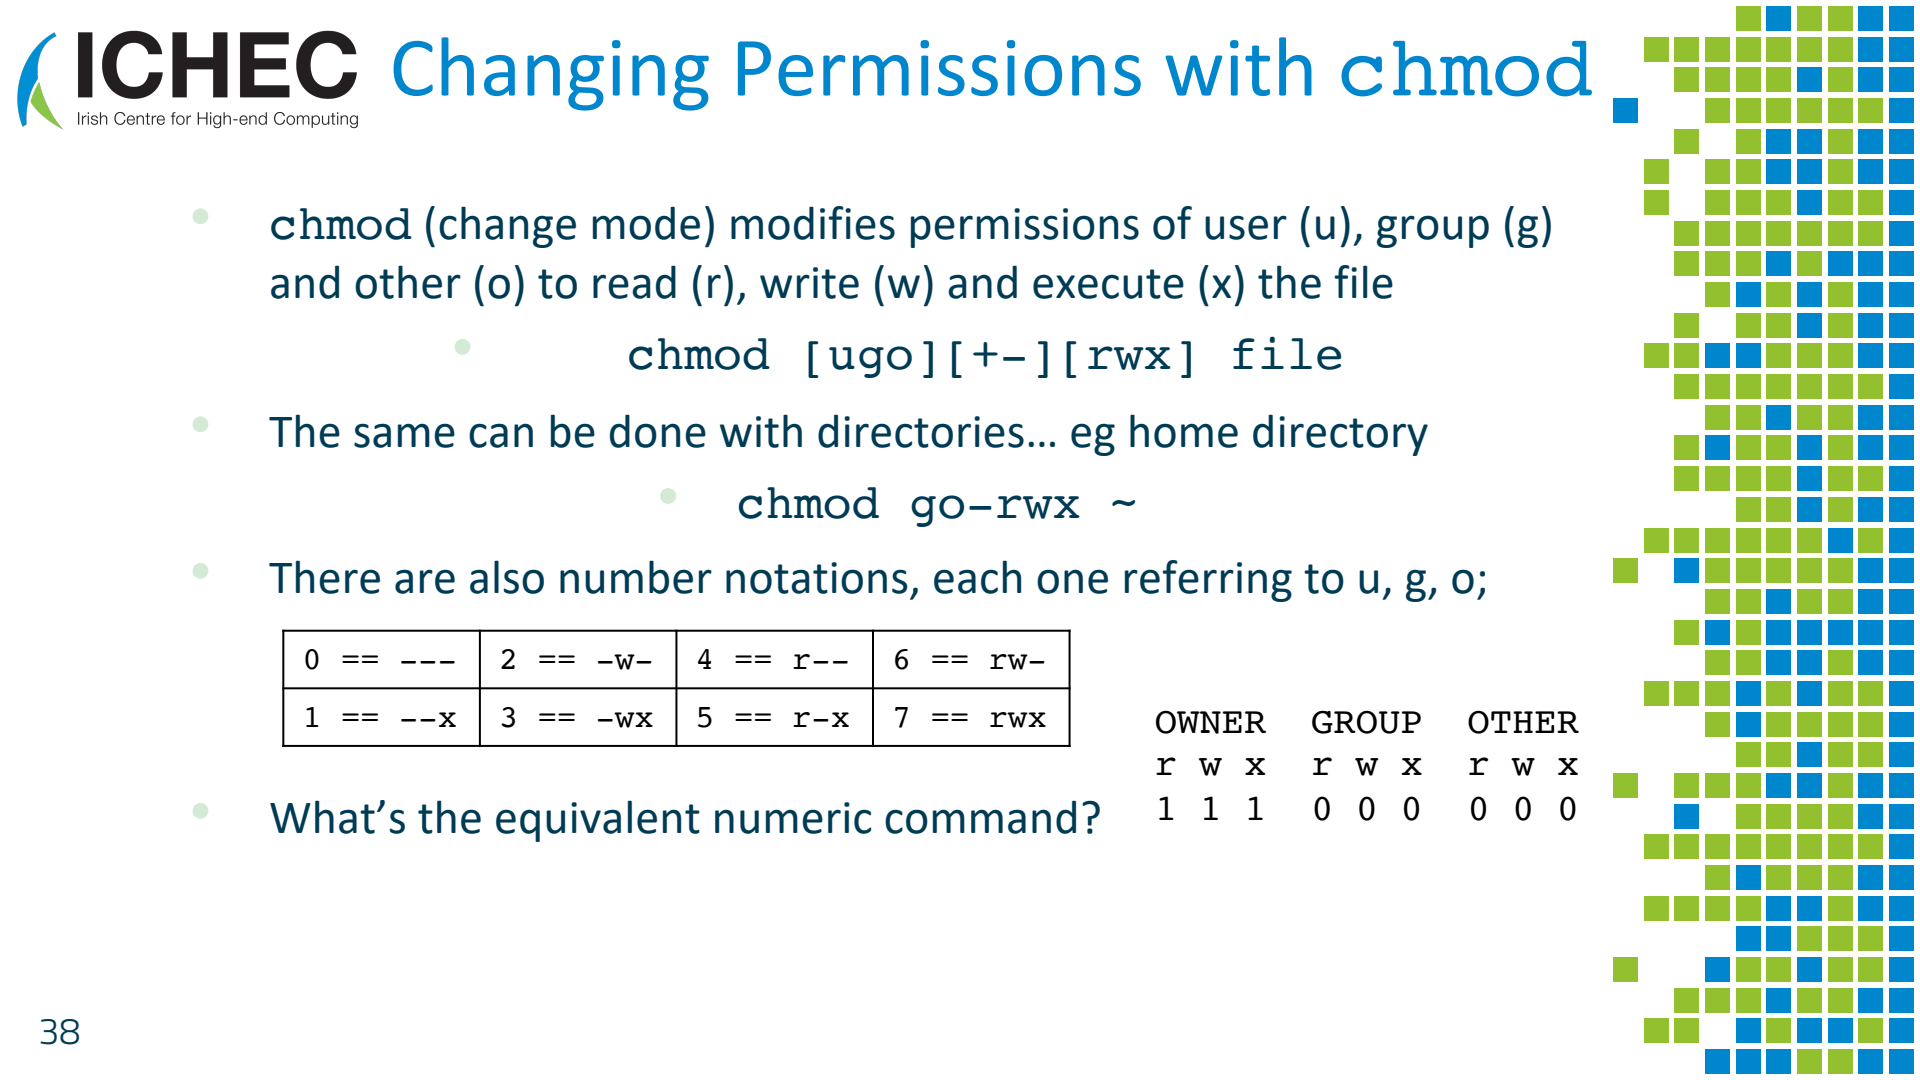 ICHEC
Irish Centre for High-end Computing
Changing Permissions with chmod
• chmod (change mode) modifies permissions of user (u), group (g)
and other (o) to read (r), write (w) and execute (x) the file
• chmod [ugo][+-][rwx] file
• The same can be done with directories… eg home directory
• chmod go-rwx ~
• There are also number notations, each one referring to u, g, o;
0 == --- 2 == -w- 4 == r-- 6 == rw-
1 == --x 3 == -wx 5 == r-x 7 == rwx
OWNER GROUP OTHER
r w x r w x r w x
1 1 1 0 0 0 0 0 0
• What’s the equivalent numeric command?
38